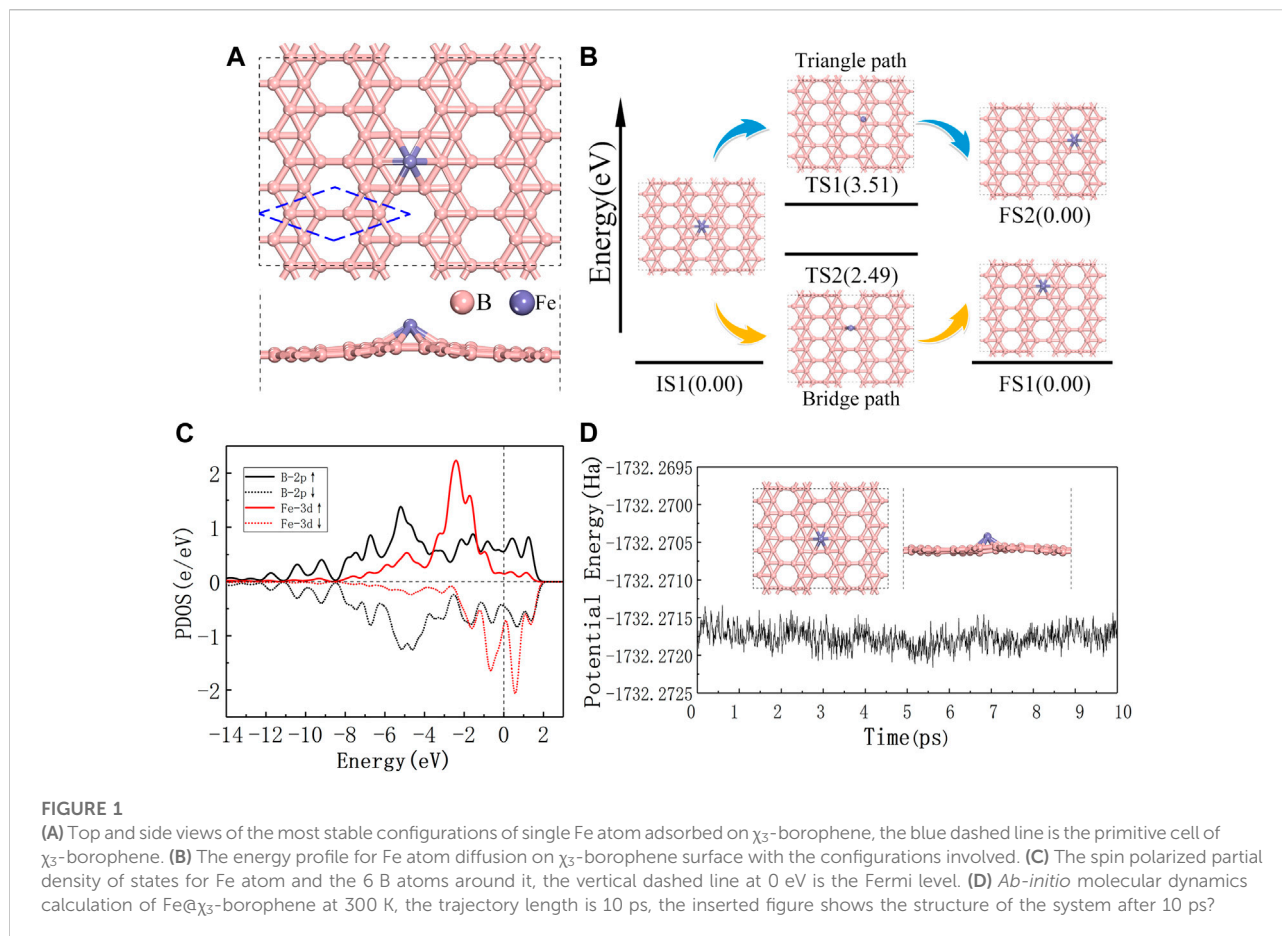 A
B Fe
B
Energy(eV)
Triangle path
TS1(3.51)
FS2(0.00)
TS2(2.49)
IS1(0.00)
Bridge path
FS1(0.00)
C
PDOS(e/eV)
2
1
0
-1
-2
B-2p↑
B-2p↓
Fe-3d↑
Fe-3d↓
-14 -12 -10 -8 -6 -4 -2 0 2
Energy(eV)
D
Potential Energy(Ha)
-1732.2695
-1732.2700
-1732.2705
-1732.2710
-1732.2715
-1732.2720
-1732.2725
0 1 2 3 4 5 6 7 8 9 10
Time(ps)
FIGURE 1
(A) Top and side views of the most stable configurations of single Fe atom adsorbed on χ₃-borophene, the blue dashed line is the primitive cell of
χ₃-borophene. (B) The energy profile for Fe atom diffusion on χ₃-borophene surface with the configurations involved. (C) The spin polarized partial
density of states for Fe atom and the 6 B atoms around it, the vertical dashed line at 0 eV is the Fermi level. (D) Ab-initio molecular dynamics
calculation of Fe@χ₃-borophene at 300 K, the trajectory length is 10 ps, the inserted figure shows the structure of the system after 10 ps?